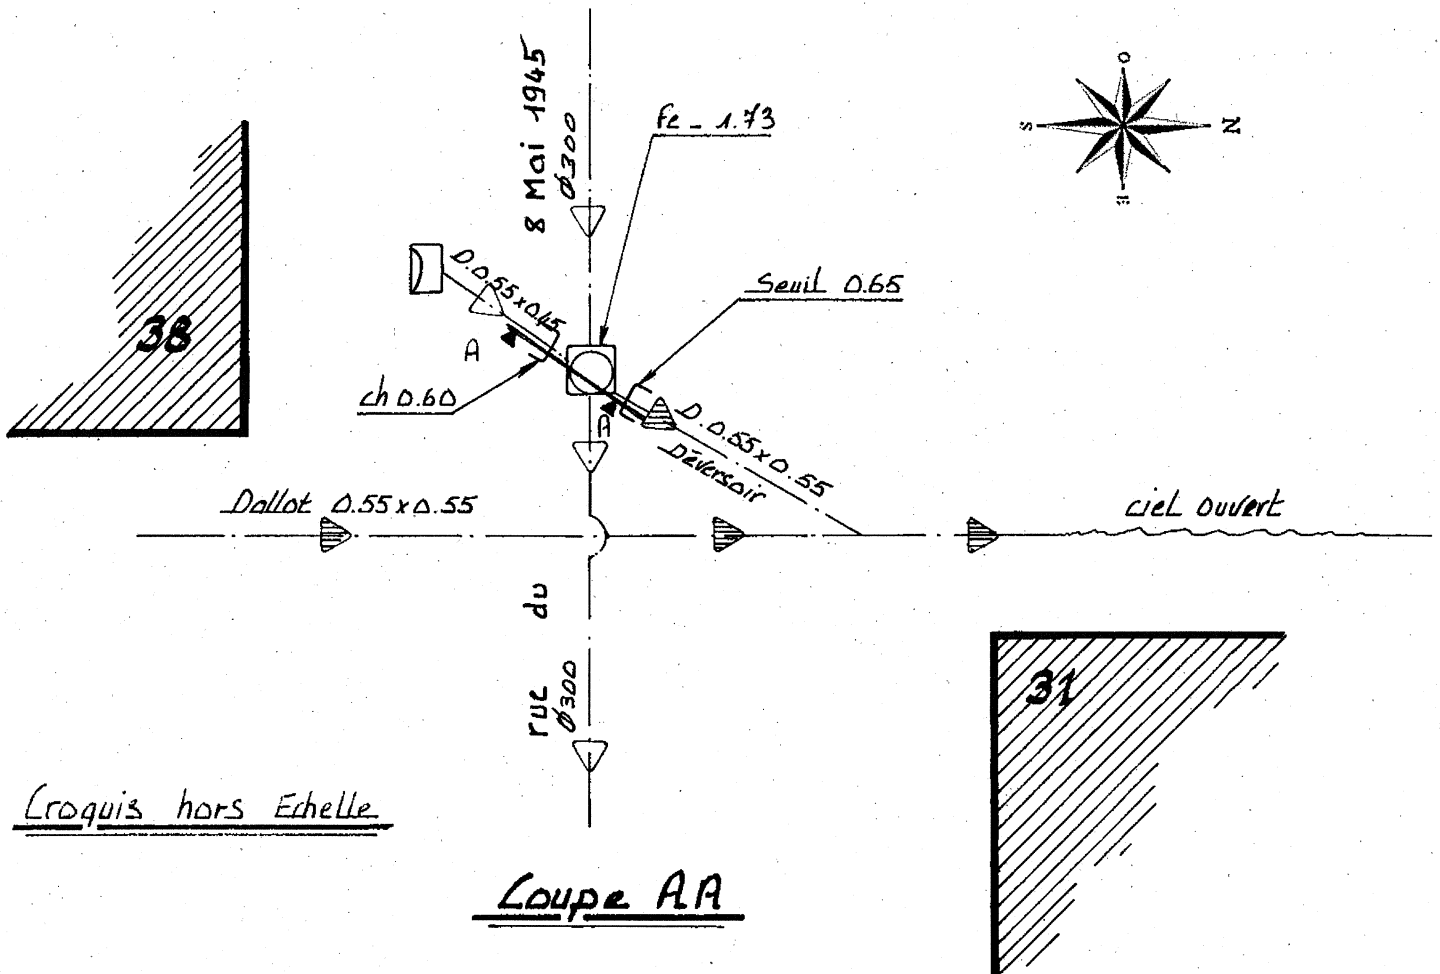 8 Mai 1945
Ø300
fe - 1.73
O
S
N
E
D.0.55x0.45
Seuil 0.65
38
A
ch 0.60
A
D.0.55x0.55
Déversoir
Dallot 0.55x0.55
ciel ouvert
rue du
Ø300
31
Croquis hors Echelle
Coupe AA